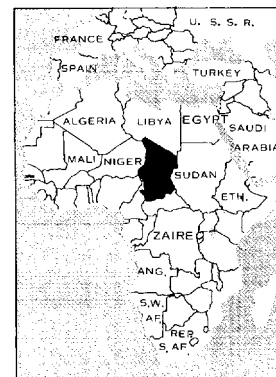 U. S. S. R.
FRANCE
SPAIN
TURKEY
ALGERIA
LIBYA
EGYPT
SAUDI
ARABIA
MALI
NIGER
SUDAN
ETH.
ZAIRE
ANG.
S.W.
AF.
REP.
S. AF.